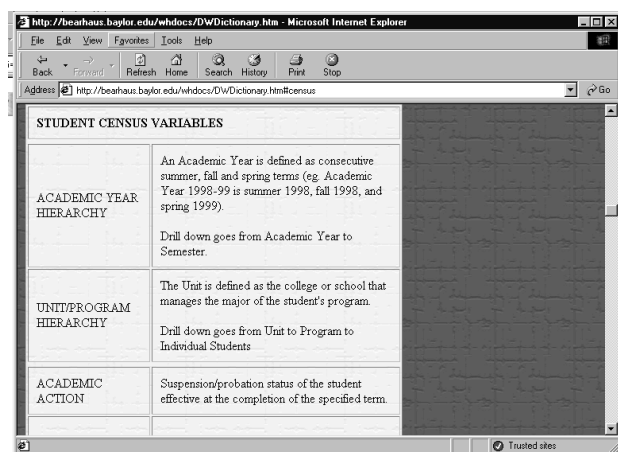 http://bearhaus.baylor.edu/whdocs/DWDictionary.htm - Microsoft Internet Explorer
File Edit View Favorites Tools Help
Back Forward Refresh Home Search History Print Stop
Address http://bearhaus.baylor.edu/whdocs/DWDictionary.htm#census Go
STUDENT CENSUS VARIABLES
ACADEMIC YEAR
HIERARCHY
An Academic Year is defined as consecutive
summer, fall and spring terms (eg. Academic
Year 1998-99 is summer 1998, fall 1998, and
spring 1999).
Drill down goes from Academic Year to
Semester.
UNIT/PROGRAM
HIERARCHY
The Unit is defined as the college or school that
manages the major of the student's program.
Drill down goes from Unit to Program to
Individual Students
ACADEMIC
ACTION
Suspension/probation status of the student
effective at the completion of the specified term.
Trusted sites